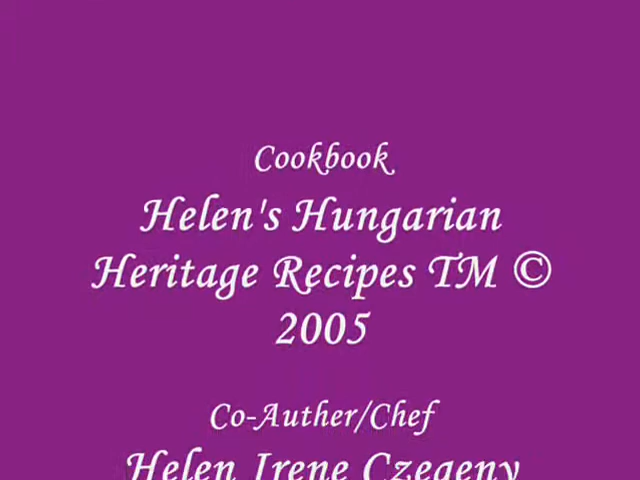 Cookbook
Helen's Hungarian
Heritage Recipes TM ©
2005
Co-Auther/Chef
Helen Irene Czegeny